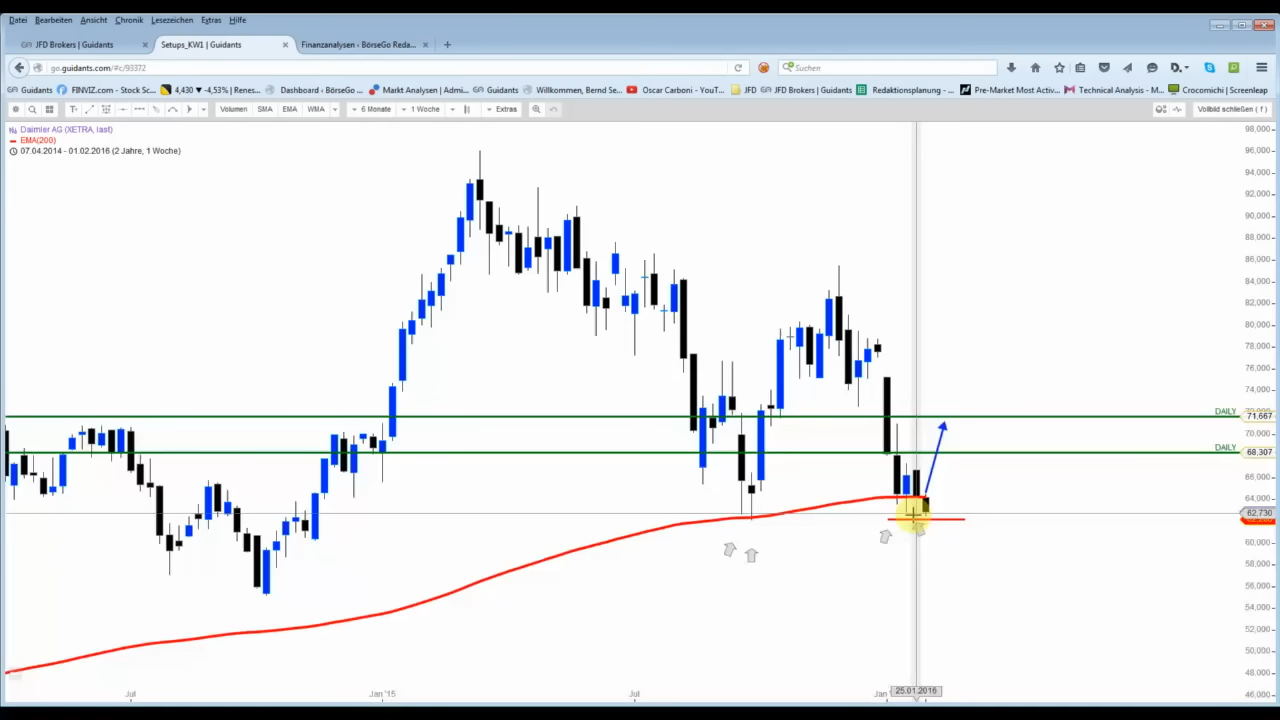 Datei Bearbeiten Ansicht Chronik Lesezeichen Extras Hilfe
JFD Brokers | Guidants Setups_KW1 | Guidants Finanzanalysen ‹ BörseGo Reda...
go.guidants.com/#c/93372 Suchen
Guidants FINVIZ.com - Stock Sc... 4,430 ▼ -4,53% | Renes... Dashboard ‹ BörseGo ... Markt Analysen | Admi... Guidants Willkommen, Bernd Se... Oscar Carboni - YouT... JFD JFD Brokers | Guidants Redaktionsplanung - ... Pre-Market Most Activ... Technical Analysis - M... Crocomichi | Screenleap
Volumen SMA EMA WMA 6 Monate 1 Woche Extras Vollbild schließen ( f )
Daimler AG (XETRA, last)
EMA(200)
07.04.2014 - 01.02.2016 (2 Jahre, 1 Woche)
98,000
96,000
94,000
92,000
90,000
88,000
86,000
84,000
82,000
80,000
78,000
76,000
74,000
DAILY
71,667
70,000
DAILY
68,307
66,000
64,000
62,730
60,000
58,000
56,000
54,000
52,000
50,000
48,000
46,000
Jul Jan '15 Jul Jan 25.01.2016